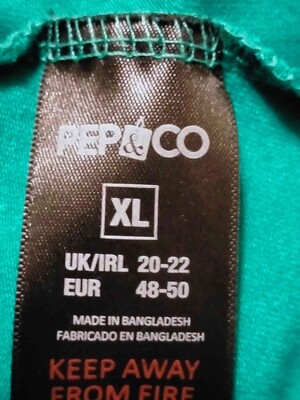 PEP&CO
XL
UK/IRL 20-22
EUR 48-50
MADE IN BANGLADESH
FABRICADO EN BANGLADESH
KEEP AWAY
FROM FIRE